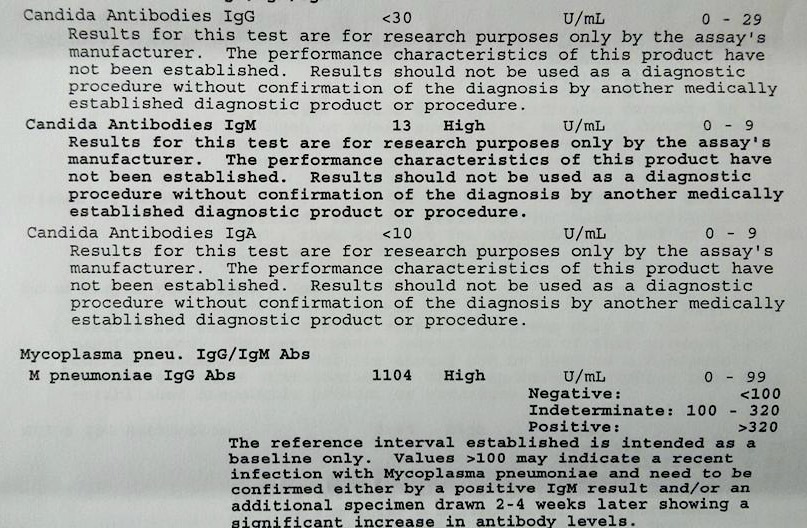 Candida Antibodies IgG <30 U/mL 0 - 29
Results for this test are for research purposes only by the assay's
manufacturer. The performance characteristics of this product have
not been established. Results should not be used as a diagnostic
procedure without confirmation of the diagnosis by another medically
established diagnostic product or procedure.
Candida Antibodies IgM 13 High U/mL 0 - 9
Results for this test are for research purposes only by the assay's
manufacturer. The performance characteristics of this product have
not been established. Results should not be used as a diagnostic
procedure without confirmation of the diagnosis by another medically
established diagnostic product or procedure.
Candida Antibodies IgA <10 U/mL 0 - 9
Results for this test are for research purposes only by the assay's
manufacturer. The performance characteristics of this product have
not been established. Results should not be used as a diagnostic
procedure without confirmation of the diagnosis by another medically
established diagnostic product or procedure.
Mycoplasma pneu. IgG/IgM Abs
M pneumoniae IgG Abs 1104 High U/mL 0 - 99
Negative: <100
Indeterminate: 100 - 320
Positive: >320
The reference interval established is intended as a
baseline only. Values >100 may indicate a recent
infection with Mycoplasma pneumoniae and need to be
confirmed either by a positive IgM result and/or an
additional specimen drawn 2-4 weeks later showing a
significant increase in antibody levels.